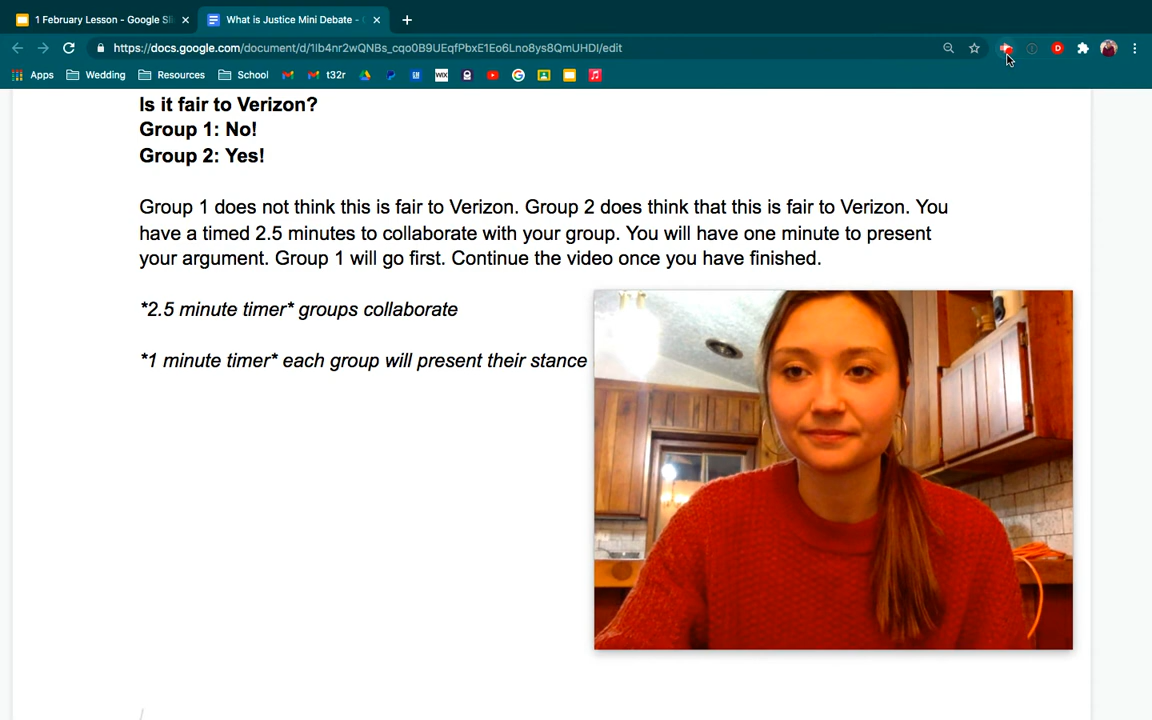 1 February Lesson - Google Sli
What is Justice Mini Debate -
https://docs.google.com/document/d/1lb4nr2wQNBs_cqo0B9UEqfPbxE1Eo6Lno8ys8QmUHDI/edit
Apps Wedding Resources School t32r WIX
Is it fair to Verizon?
Group 1: No!
Group 2: Yes!
Group 1 does not think this is fair to Verizon. Group 2 does think that this is fair to Verizon. You
have a timed 2.5 minutes to collaborate with your group. You will have one minute to present
your argument. Group 1 will go first. Continue the video once you have finished.
*2.5 minute timer* groups collaborate
*1 minute timer* each group will present their stance